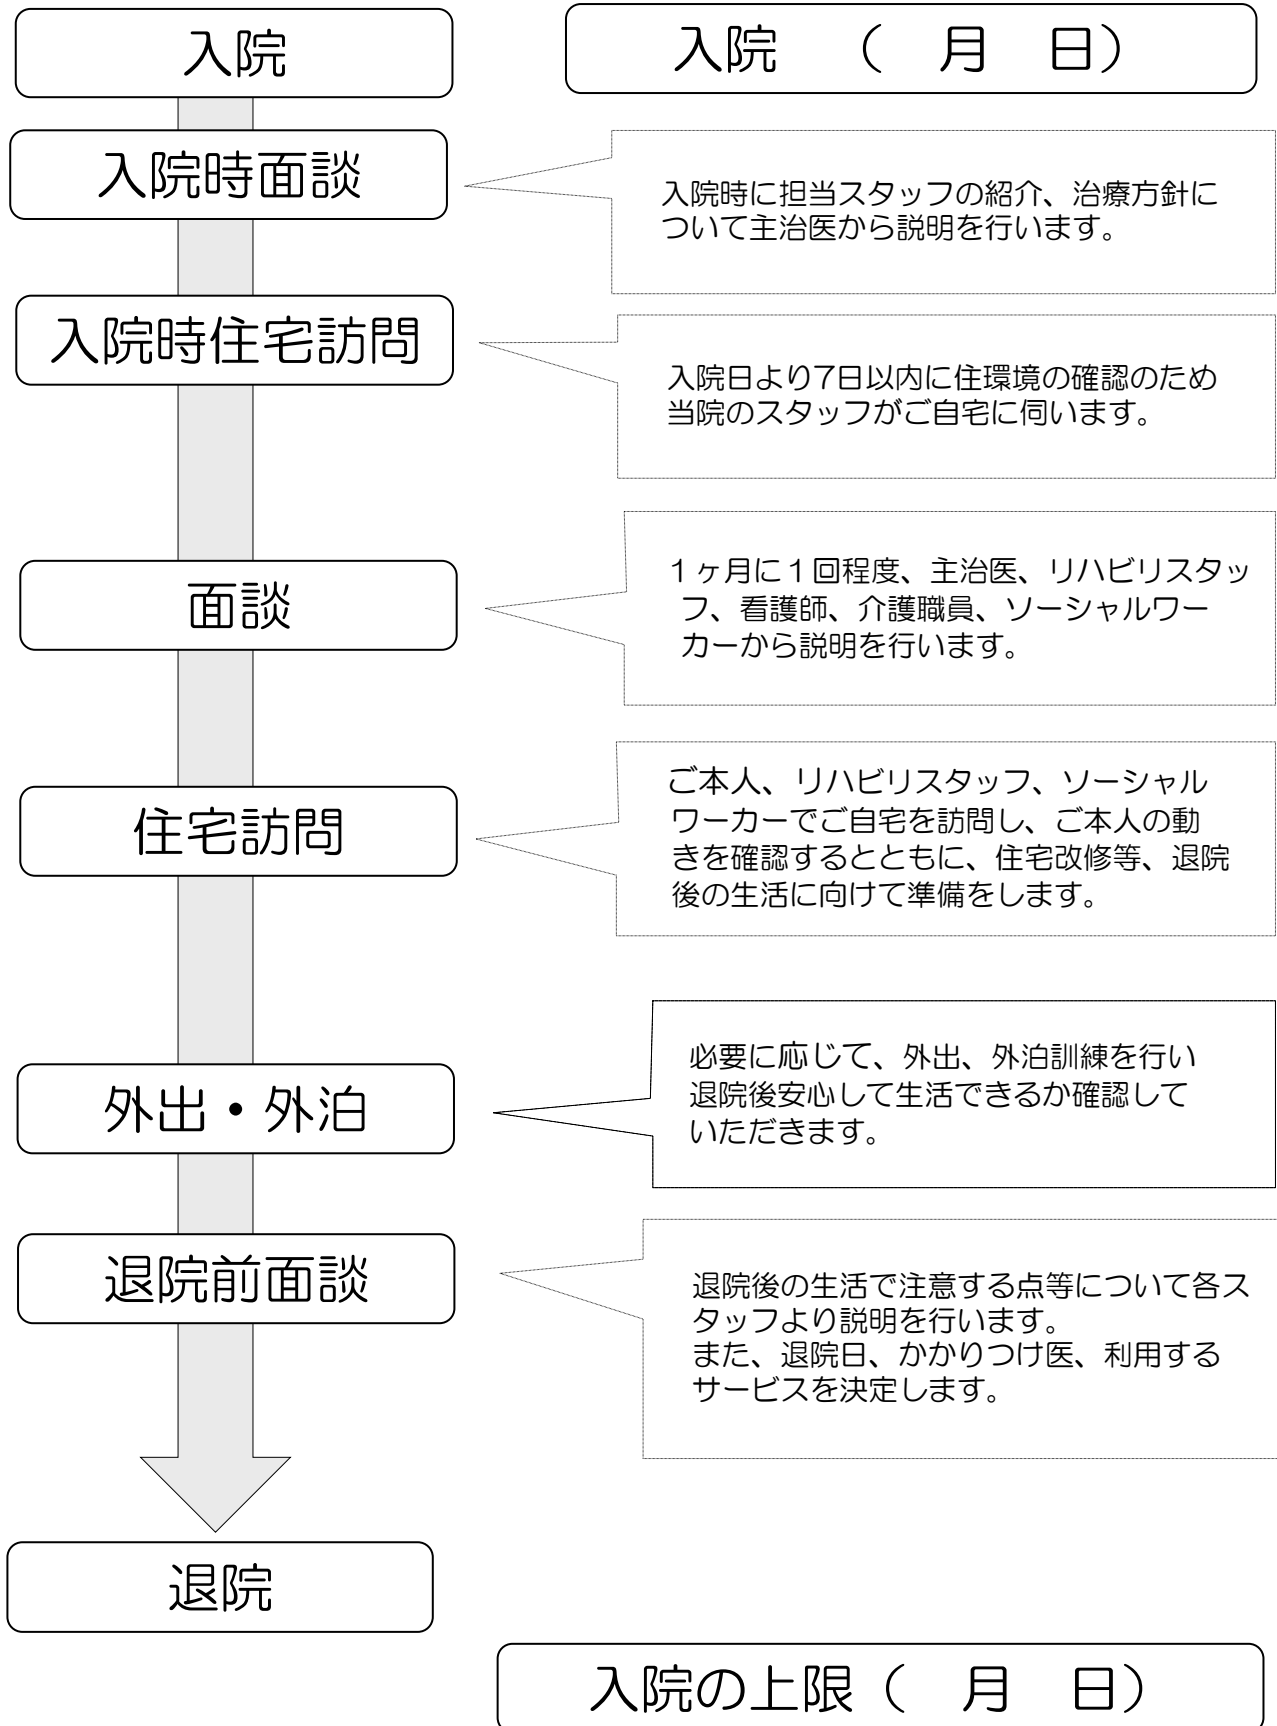 入院
入院　（　月　日）
入院時面談
入院時に担当スタッフの紹介、治療方針に
ついて主治医から説明を行います。
入院時住宅訪問
入院日より7日以内に住環境の確認のため
当院のスタッフがご自宅に伺います。
面談
１ヶ月に１回程度、主治医、リハビリスタッ
フ、看護師、介護職員、ソーシャルワー
カーから説明を行います。
住宅訪問
ご本人、リハビリスタッフ、ソーシャル
ワーカーでご自宅を訪問し、ご本人の動
きを確認するとともに、住宅改修等、退院
後の生活に向けて準備をします。
外出・外泊
必要に応じて、外出、外泊訓練を行い
退院後安心して生活できるか確認して
いただきます。
退院前面談
退院後の生活で注意する点等について各ス
タッフより説明を行います。
また、退院日、かかりつけ医、利用する
サービスを決定します。
退院
入院の上限（　月　日）